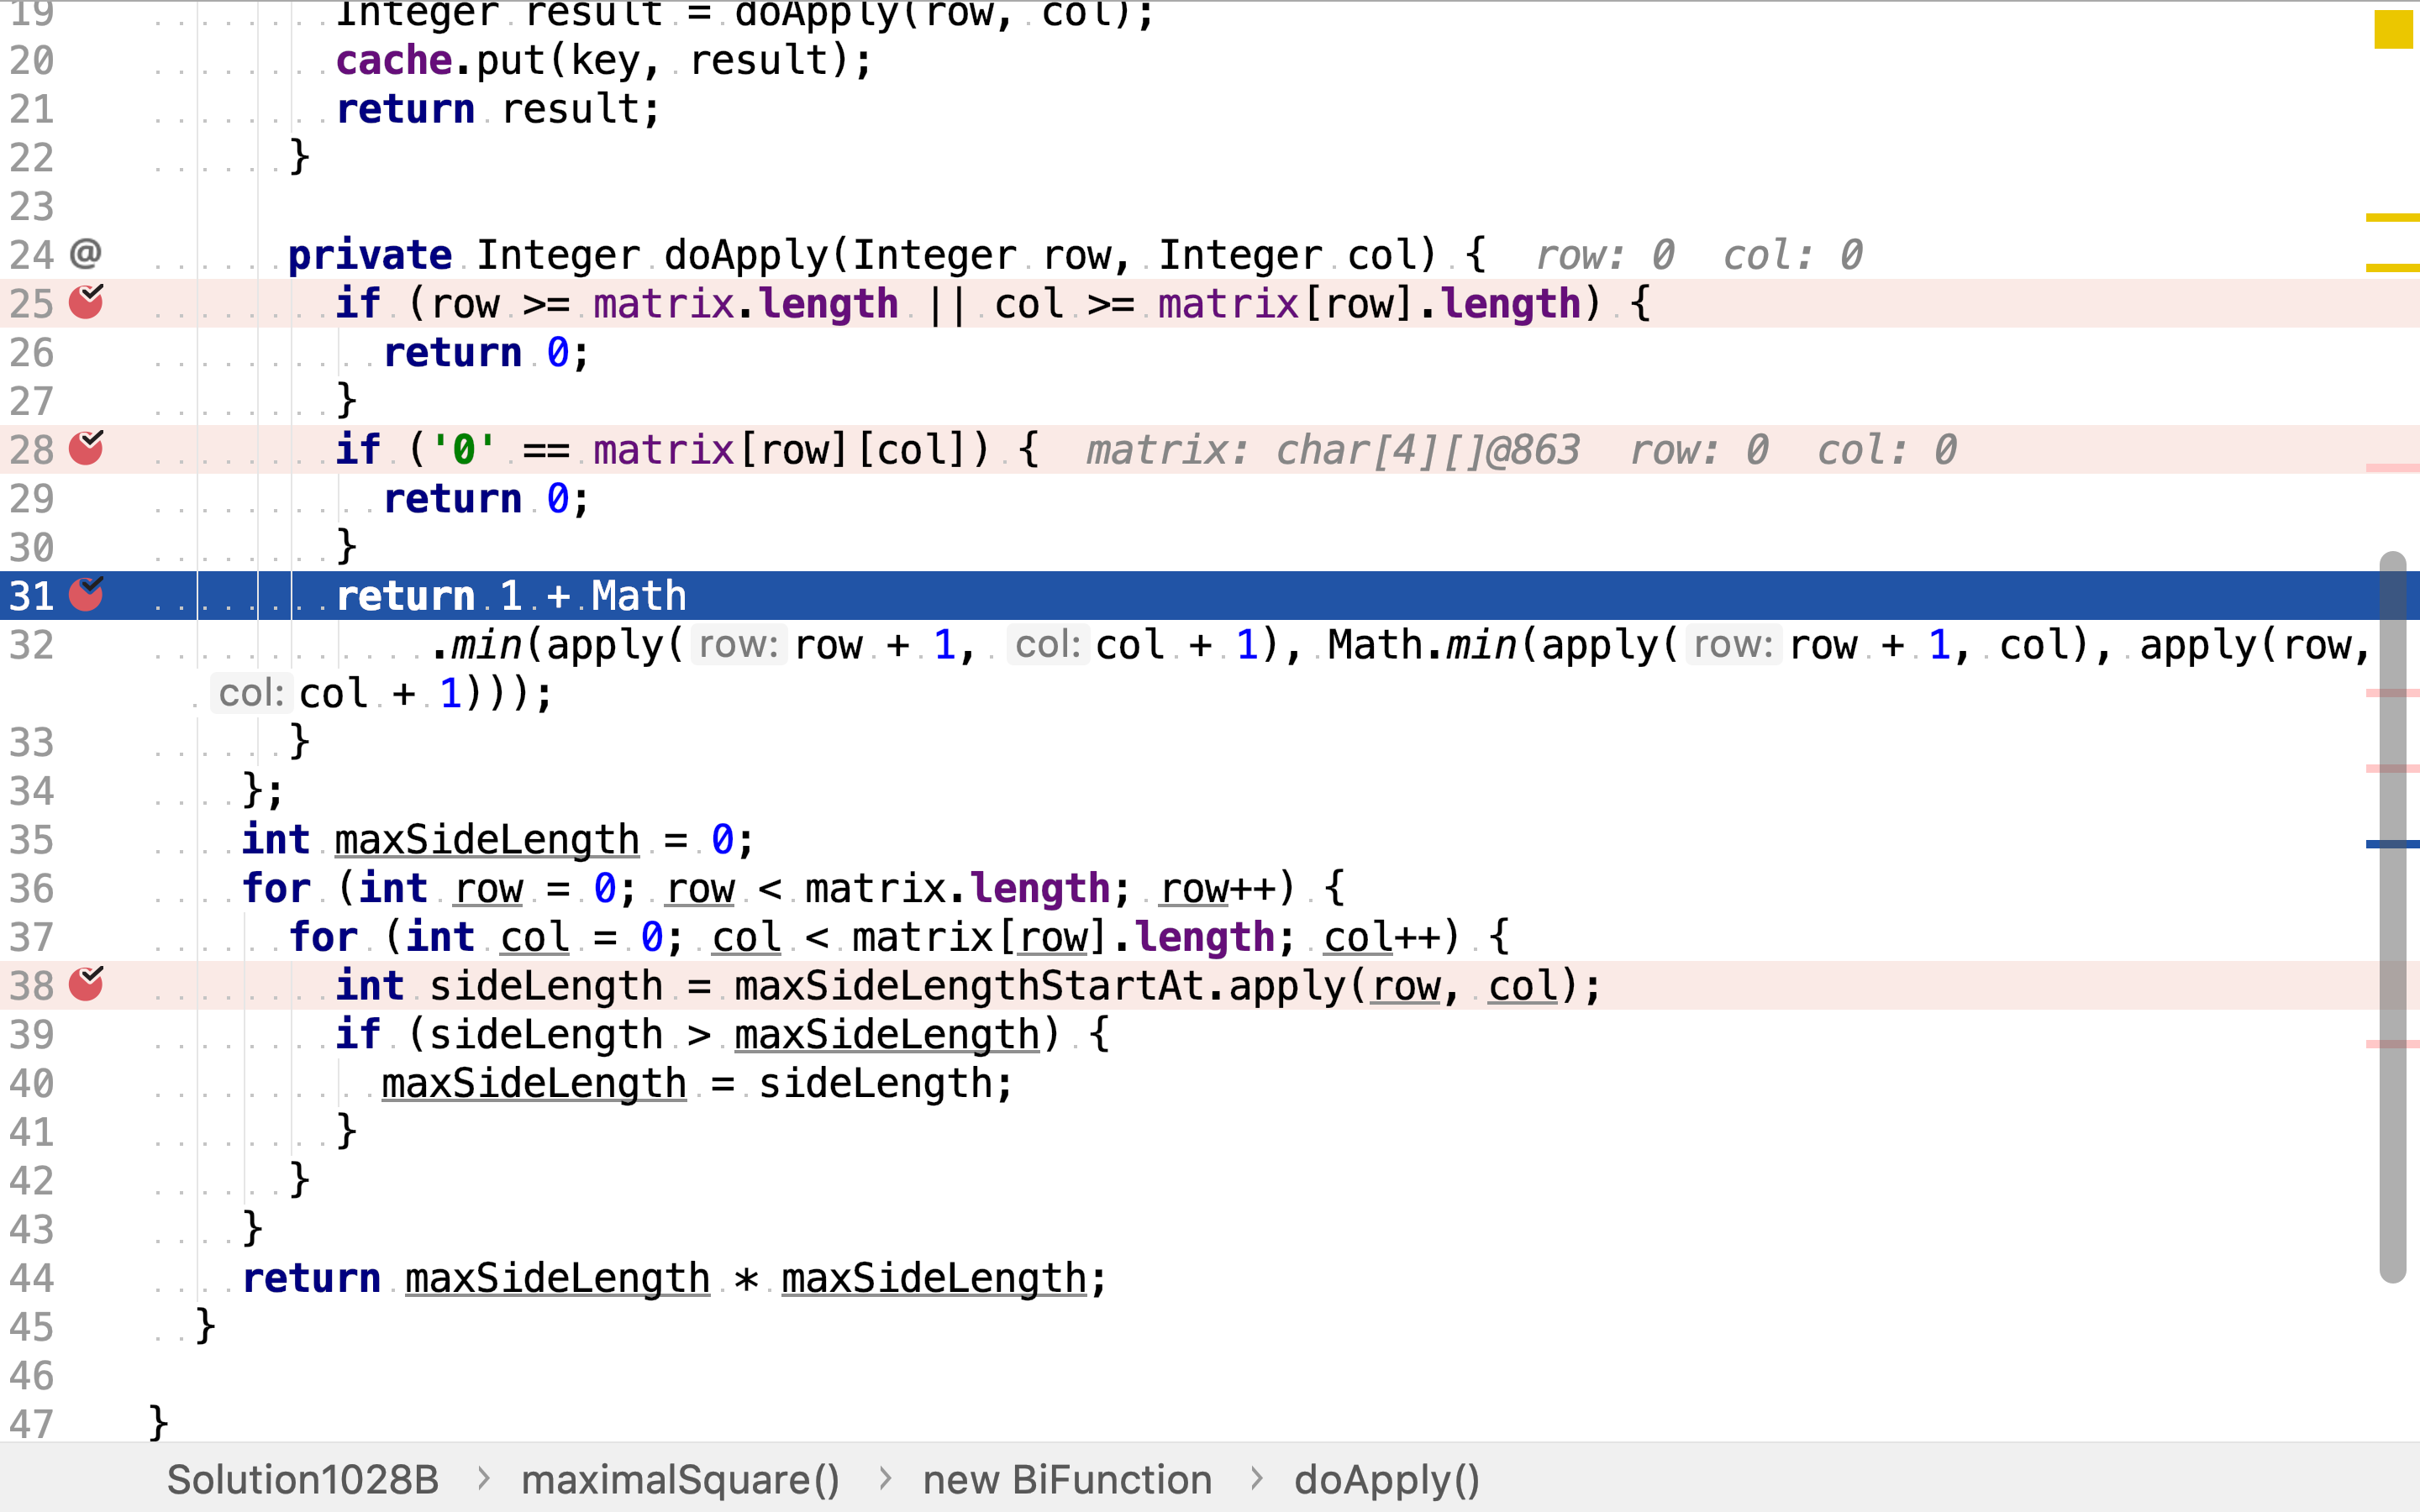 19 Integer result = doApply(row, col);
20 cache.put(key, result);
21 return result;
22 }
23
24 @ private Integer doApply(Integer row, Integer col) { row: 0 col: 0
25 if (row >= matrix.length || col >= matrix[row].length) {
26 return 0;
27 }
28 if ('0' == matrix[row][col]) { matrix: char[4][]@863 row: 0 col: 0
29 return 0;
30 }
31 return 1 + Math
32 .min(apply( row: row + 1, col: col + 1), Math.min(apply( row: row + 1, col), apply(row,
col: col + 1)));
33 }
34 };
35 int maxSideLength = 0;
36 for (int row = 0; row < matrix.length; row++) {
37 for (int col = 0; col < matrix[row].length; col++) {
38 int sideLength = maxSideLengthStartAt.apply(row, col);
39 if (sideLength > maxSideLength) {
40 maxSideLength = sideLength;
41 }
42 }
43 }
44 return maxSideLength * maxSideLength;
45 }
46
47 }
Solution1028B > maximalSquare() > new BiFunction > doApply()